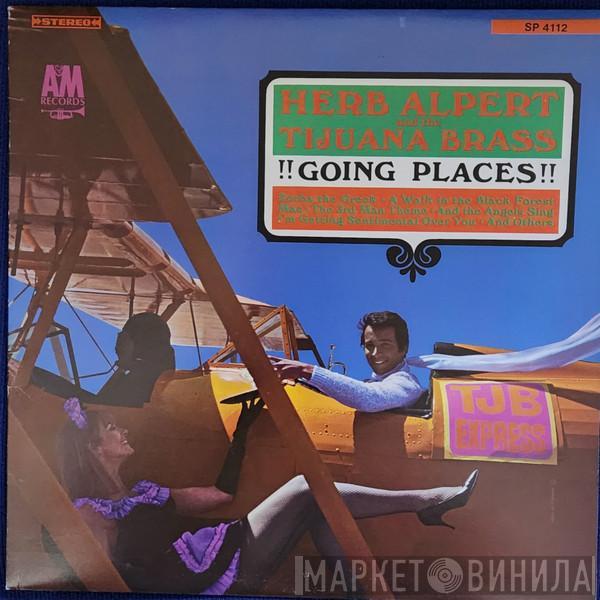 STEREO
SP 4112
A&M
RECORDS
HERB ALPERT
and the
TIJUANA BRASS
!!GOING PLACES!!
Zorba the Greek • A Walk in the Black Forest
Mae • The 3rd Man Theme • And the Angels Sing
I'm Getting Sentimental Over You • And Others
TJB
EXPRESS
МАРКЕТ ВИНИЛА